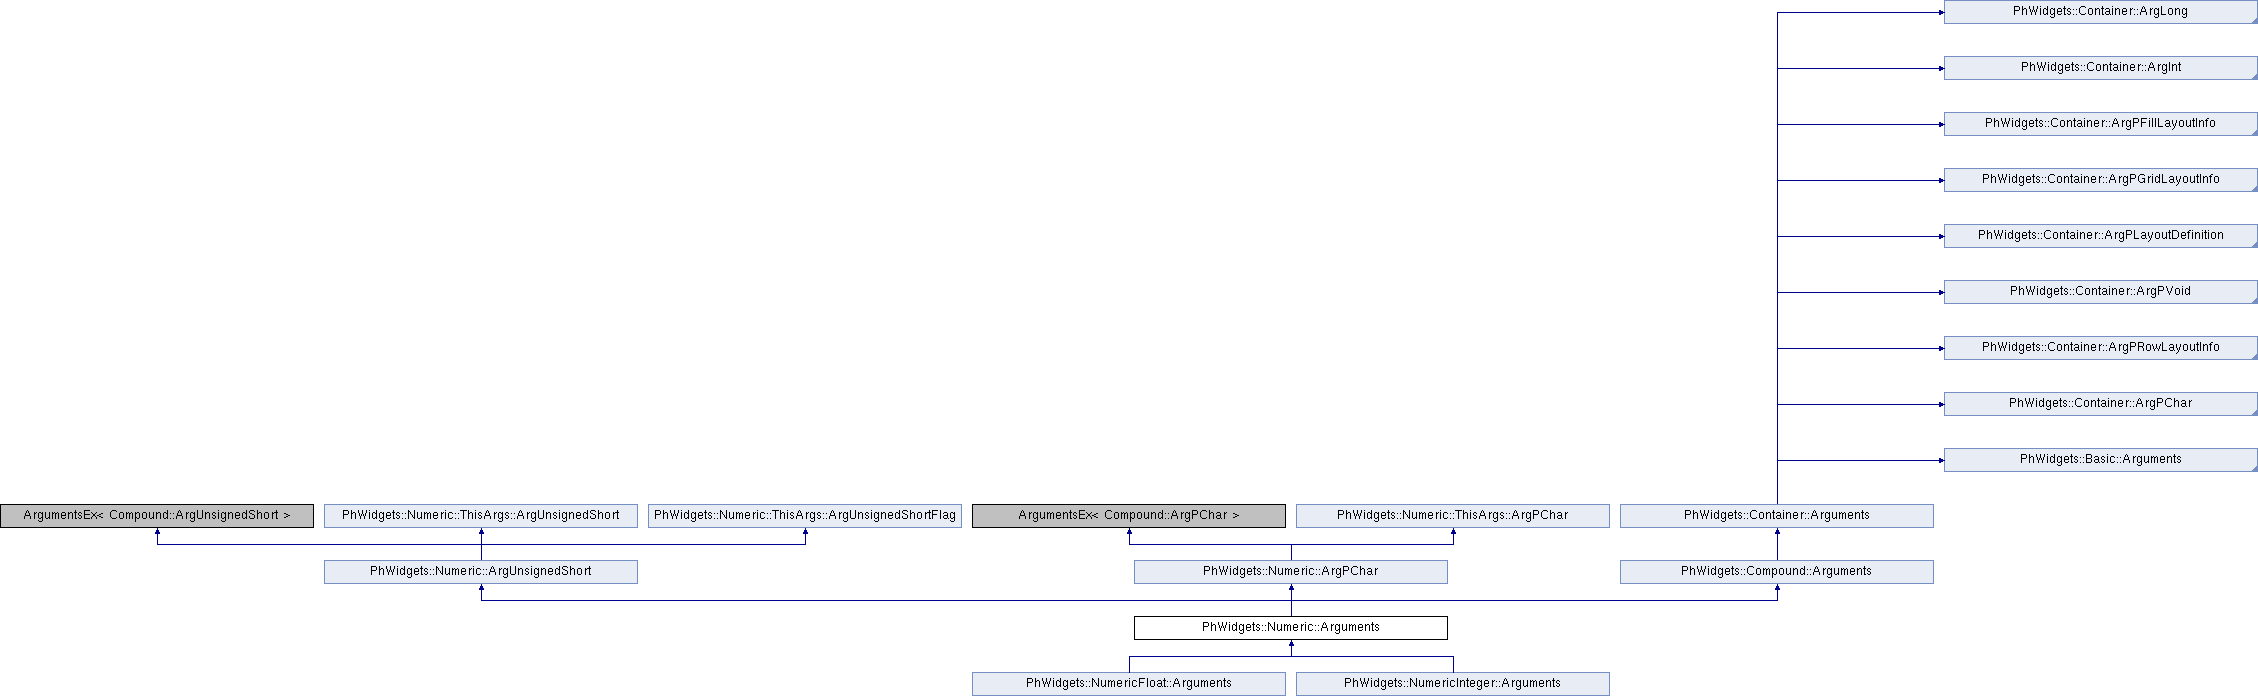 PhWidgets::Container::ArgLong
PhWidgets::Container::ArgInt
PhWidgets::Container::ArgPFillLayoutInfo
PhWidgets::Container::ArgPGridLayoutInfo
PhWidgets::Container::ArgPLayoutDefinition
PhWidgets::Container::ArgPVoid
PhWidgets::Container::ArgPRowLayoutInfo
PhWidgets::Container::ArgPChar
PhWidgets::Basic::Arguments
ArgumentsEx< Compound::ArgUnsignedShort >
PhWidgets::Numeric::ThisArgs::ArgUnsignedShort
PhWidgets::Numeric::ThisArgs::ArgUnsignedShortFlag
ArgumentsEx< Compound::ArgPChar >
PhWidgets::Numeric::ThisArgs::ArgPChar
PhWidgets::Container::Arguments
PhWidgets::Numeric::ArgUnsignedShort
PhWidgets::Numeric::ArgPChar
PhWidgets::Compound::Arguments
PhWidgets::Numeric::Arguments
PhWidgets::NumericFloat::Arguments
PhWidgets::NumericInteger::Arguments